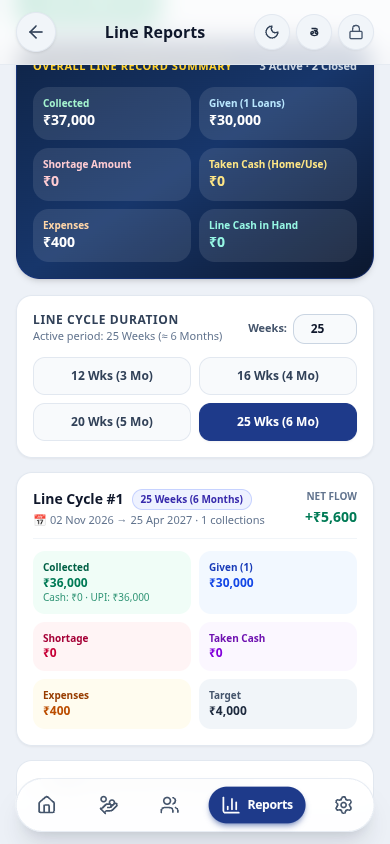 Line Reports
அ
OVERALL LINE RECORD SUMMARY 3 Active · 2 Closed
Collected
₹37,000
Given (1 Loans)
₹30,000
Shortage Amount
₹0
Taken Cash (Home/Use)
₹0
Expenses
₹400
Line Cash in Hand
₹0
LINE CYCLE DURATION
Active period: 25 Weeks (≈ 6 Months)
Weeks: 25
12 Wks (3 Mo)
16 Wks (4 Mo)
20 Wks (5 Mo)
25 Wks (6 Mo)
Line Cycle #1 25 Weeks (6 Months)
02 Nov 2026 → 25 Apr 2027 · 1 collections
NET FLOW
+₹5,600
Collected
₹36,000
Cash: ₹0 · UPI: ₹36,000
Given (1)
₹30,000
Shortage
₹0
Taken Cash
₹0
Expenses
₹400
Target
₹4,000
Reports